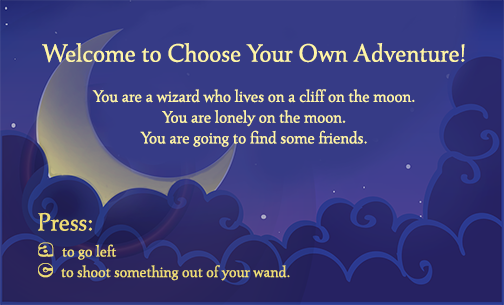 Welcome to Choose Your Own Adventure!
You are a wizard who lives on a cliff on the moon.
You are lonely on the moon.
You are going to find some friends.
Press:
a to go left
c to shoot something out of your wand.